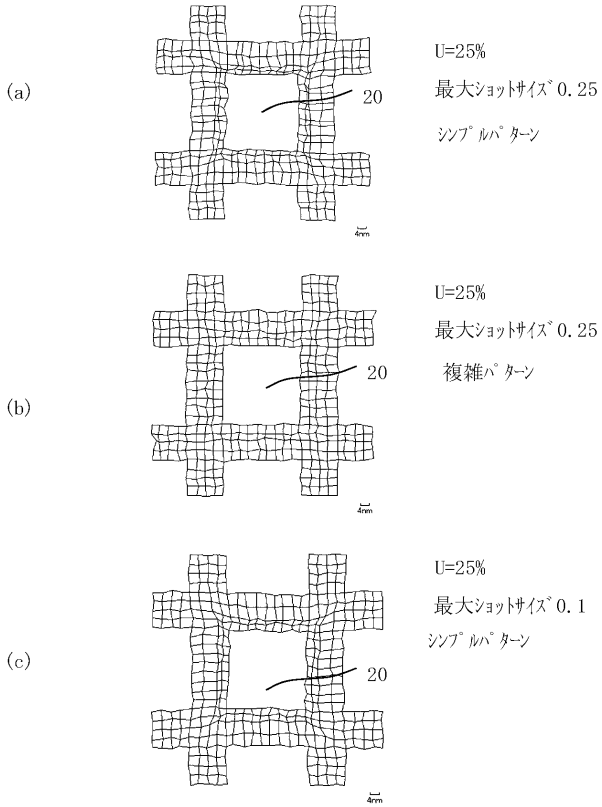 (a)
20
U=25%
最大ショットサイズ0.25
シンプルパターン
4nm
(b)
20
U=25%
最大ショットサイズ0.25
複雑パターン
4nm
(c)
20
U=25%
最大ショットサイズ0.1
シンプルパターン
4nm